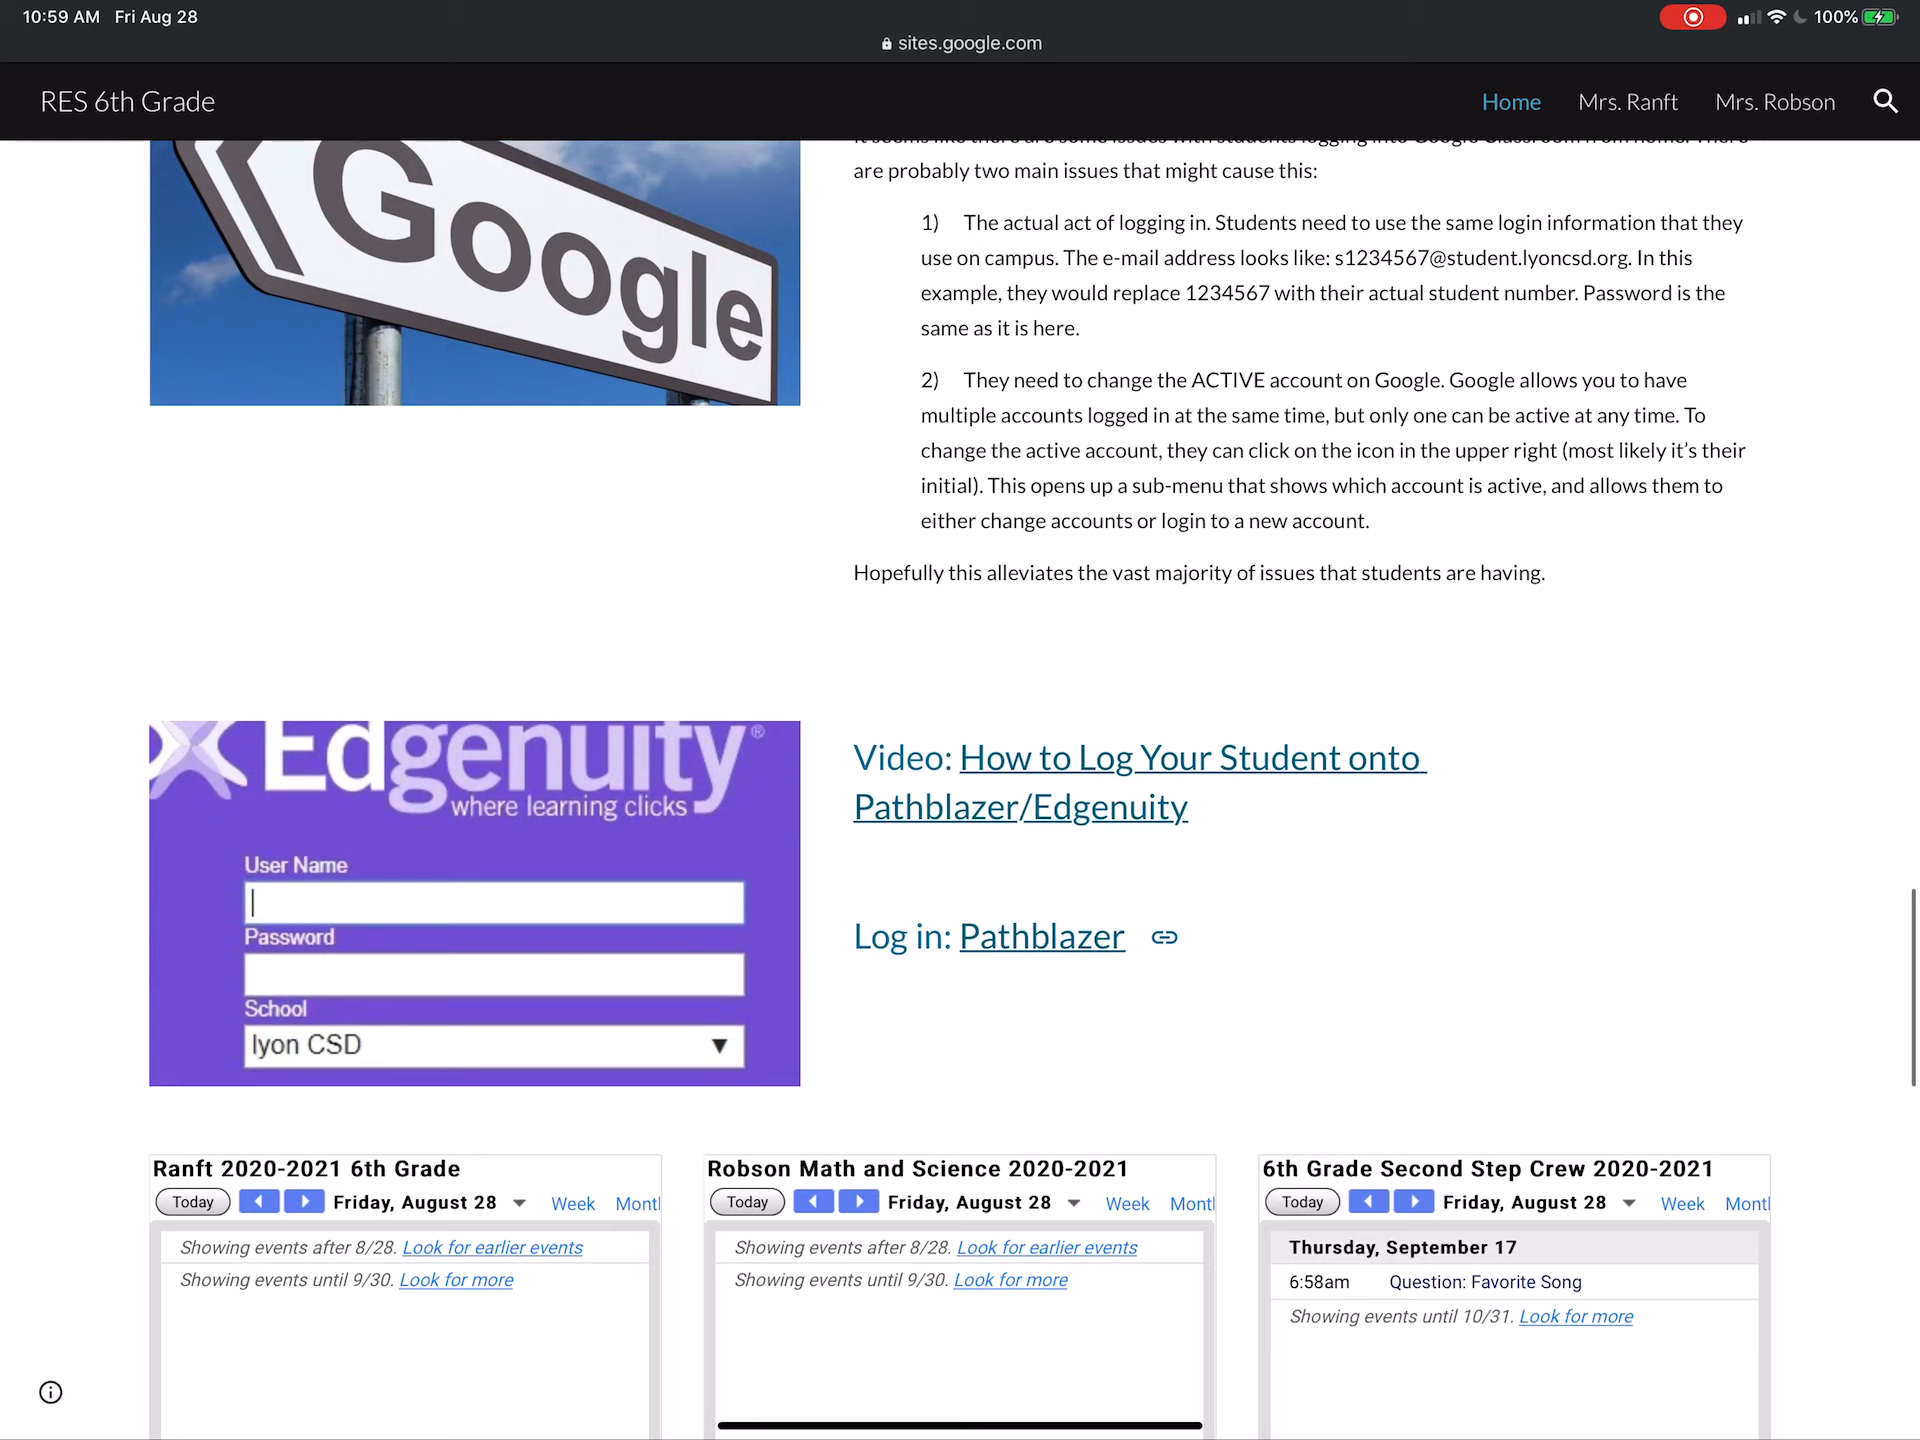 10:59 AM Fri Aug 28
100%
sites.google.com
RES 6th Grade
Home
Mrs. Ranft
Mrs. Robson
Google
are probably two main issues that might cause this:
1) The actual act of logging in. Students need to use the same login information that they
use on campus. The e-mail address looks like: s1234567@student.lyoncsd.org. In this
example, they would replace 1234567 with their actual student number. Password is the
same as it is here.
2) They need to change the ACTIVE account on Google. Google allows you to have
multiple accounts logged in at the same time, but only one can be active at any time. To
change the active account, they can click on the icon in the upper right (most likely it’s their
initial). This opens up a sub-menu that shows which account is active, and allows them to
either change accounts or login to a new account.
Hopefully this alleviates the vast majority of issues that students are having.
Edgenuity®
where learning clicks
User Name
Password
School
lyon CSD
Video: How to Log Your Student onto
Pathblazer/Edgenuity
Log in: Pathblazer
Ranft 2020-2021 6th Grade
Today
Friday, August 28
Week
Month
Showing events after 8/28. Look for earlier events
Showing events until 9/30. Look for more
Robson Math and Science 2020-2021
Today
Friday, August 28
Week
Month
Showing events after 8/28. Look for earlier events
Showing events until 9/30. Look for more
6th Grade Second Step Crew 2020-2021
Today
Friday, August 28
Week
Month
Thursday, September 17
6:58am Question: Favorite Song
Showing events until 10/31. Look for more